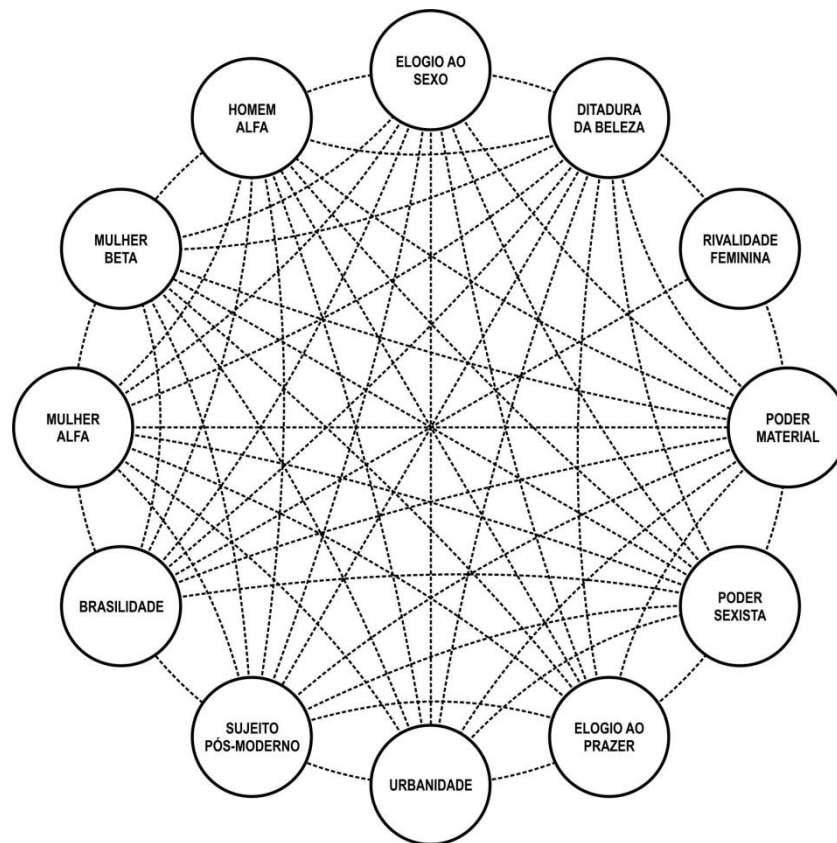 ELOGIO AO
SEXO
DITADURA
DA BELEZA
RIVALIDADE
FEMININA
PODER
MATERIAL
PODER
SEXISTA
ELOGIO AO
PRAZER
URBANIDADE
SUJEITO
PÓS-MODERNO
BRASILIDADE
MULHER
ALFA
MULHER
BETA
HOMEM
ALFA